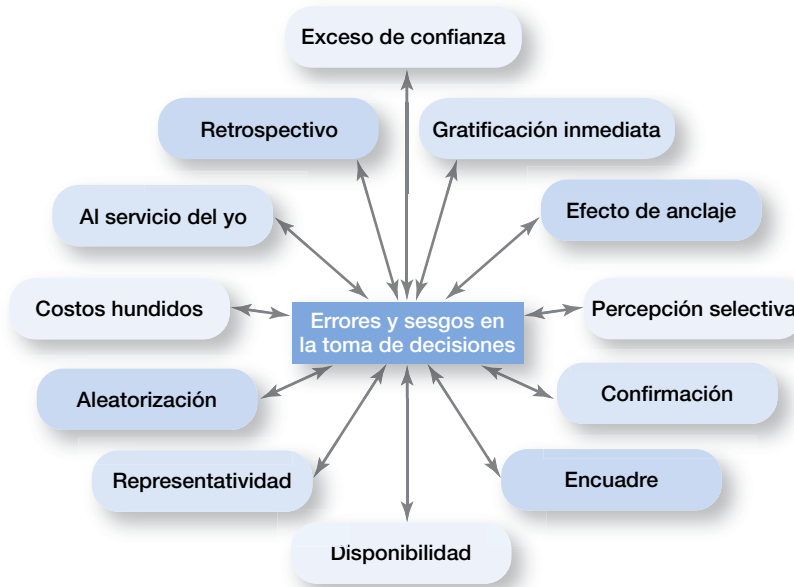 Exceso de confianza
Retrospectivo
Gratificación inmediata
Al servicio del yo
Efecto de anclaje
Costos hundidos
Errores y sesgos en
la toma de decisiones
Percepción selectiva
Aleatorización
Confirmación
Representatividad
Encuadre
Disponibilidad